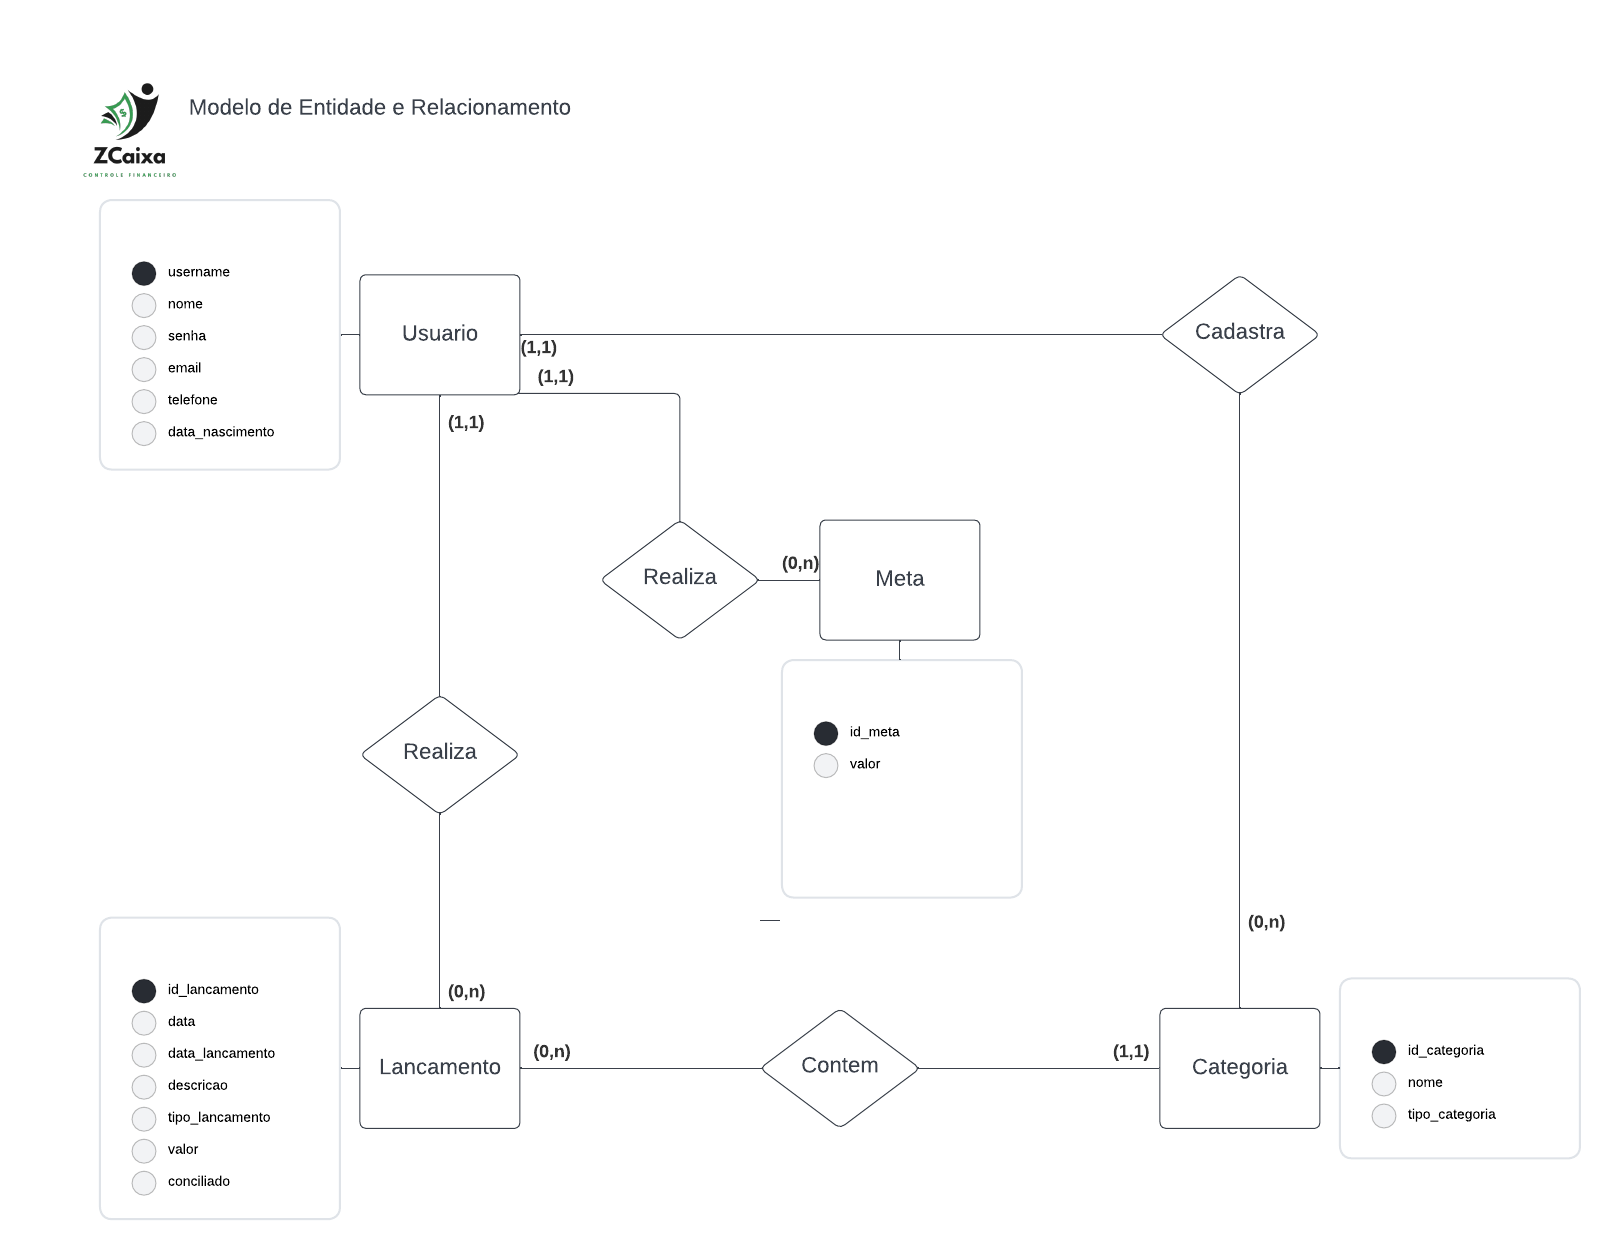 Modelo de Entidade e Relacionamento
$
ZCaixa
CONTROLE FINANCEIRO
username
nome
senha
email
telefone
data_nascimento
Usuario
(1,1)
(1,1)
(1,1)
Cadastra
Realiza
(0,n)
Meta
id_meta
valor
Realiza
(0,n)
(0,n)
id_lancamento
data
data_lancamento
descricao
tipo_lancamento
valor
conciliado
Lancamento
(0,n)
Contem
(1,1)
Categoria
id_categoria
nome
tipo_categoria